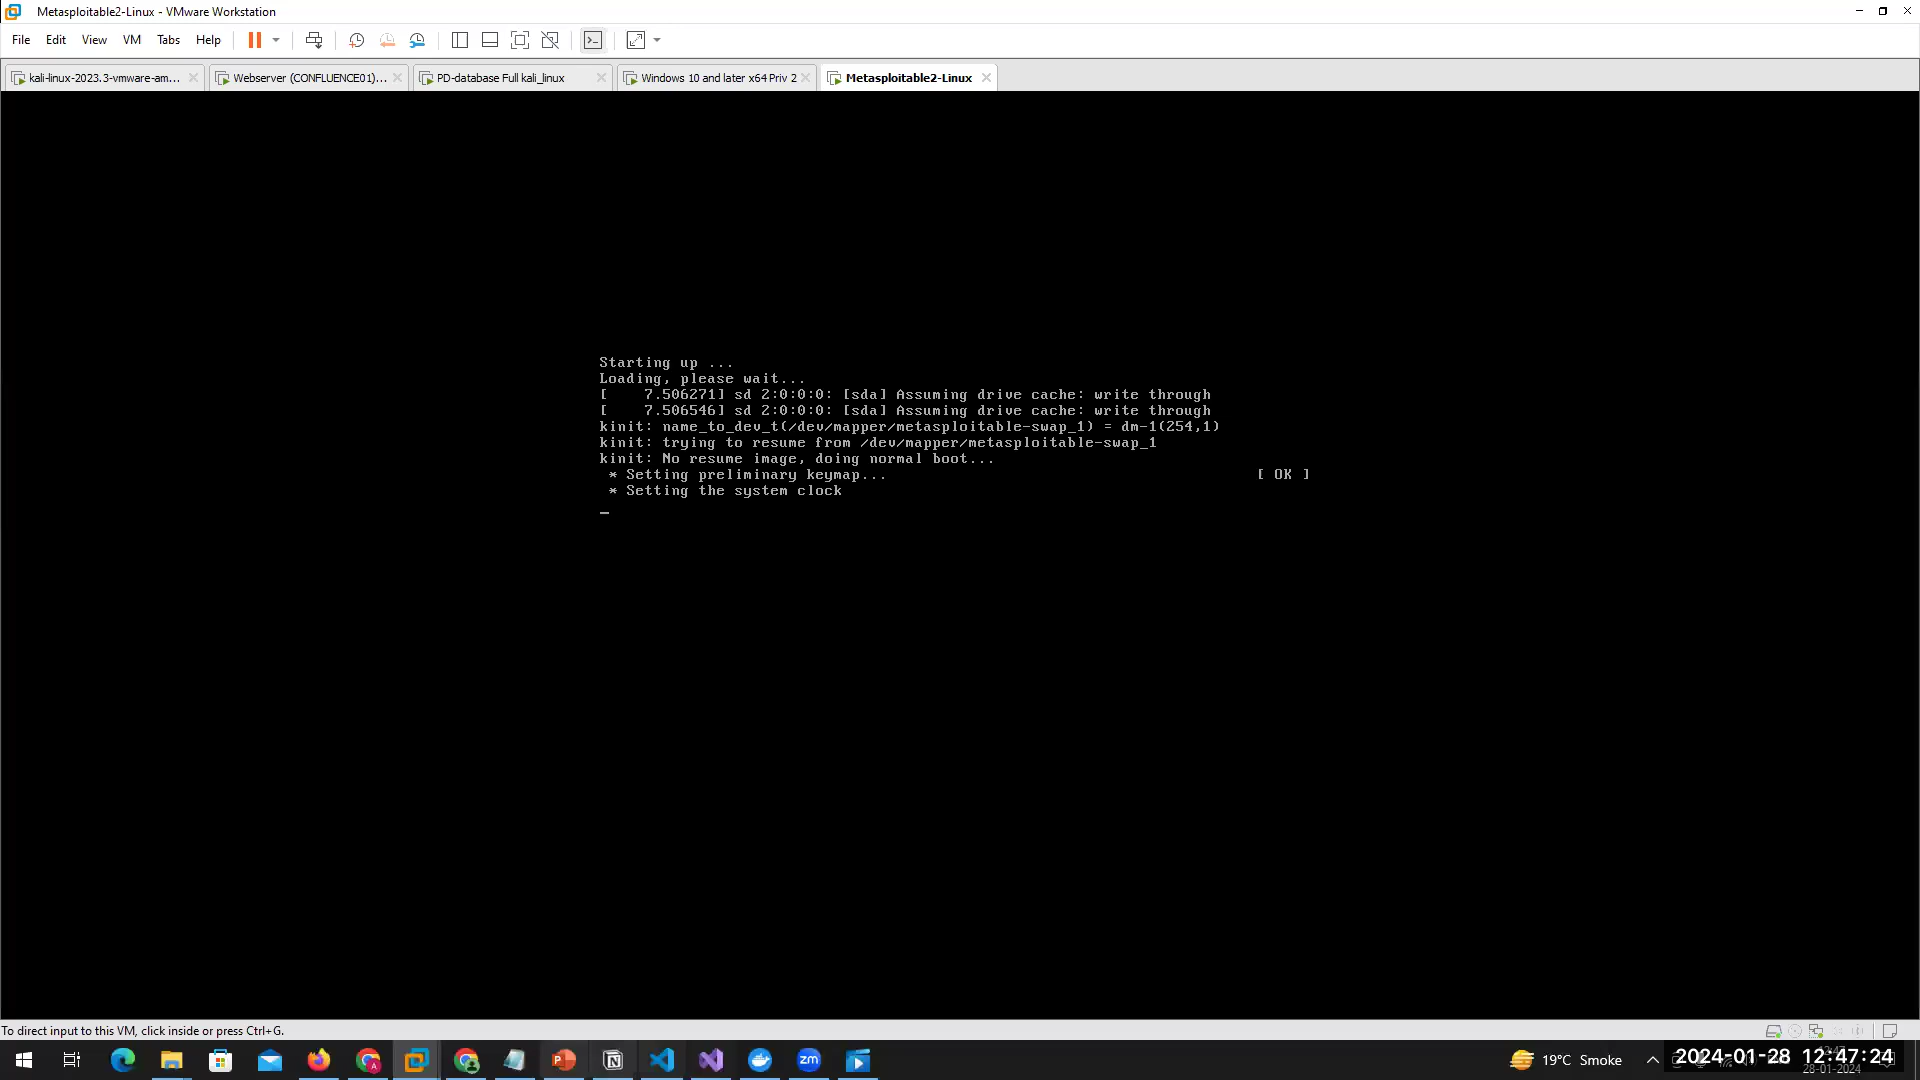 Metasploitable2-Linux - VMware Workstation
File Edit View VM Tabs Help
kali-linux-2023.3-vmware-am... Webserver (CONFLUENCE01)... PD-database Full kali_linux Windows 10 and later x64 Priv 2 Metasploitable2-Linux
Starting up ...
Loading, please wait...
[    7.506271] sd 2:0:0:0: [sda] Assuming drive cache: write through
[    7.506546] sd 2:0:0:0: [sda] Assuming drive cache: write through
kinit: name_to_dev_t(/dev/mapper/metasploitable-swap_1) = dm-1(254,1)
kinit: trying to resume from /dev/mapper/metasploitable-swap_1
kinit: No resume image, doing normal boot...
* Setting preliminary keymap... [ OK ]
* Setting the system clock
_
To direct input to this VM, click inside or press Ctrl+G.
A P N zm 19°C Smoke 2024-01-28 12:47:24
28-01-2024